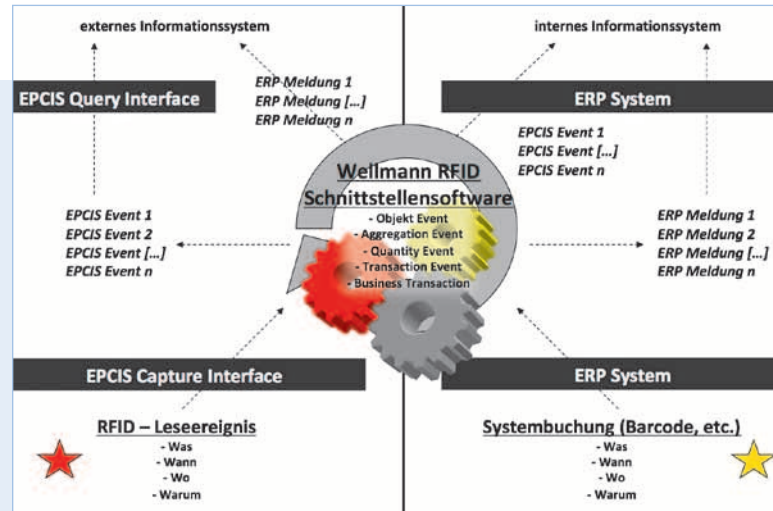 externes Informationssystem
internes Informationssystem
EPCIS Query Interface
ERP Meldung 1
ERP Meldung [...]
ERP Meldung n
ERP System
EPCIS Event 1
EPCIS Event [...]
EPCIS Event n
Weilmann RFID
Schnittstellensoftware
- Objekt Event
- Aggregation Event
- Quantity Event
- Transaction Event
- Business Transaction
EPCIS Event 1
EPCIS Event 2
EPCIS Event [...]
EPCIS Event n
ERP Meldung 1
ERP Meldung 2
ERP Meldung [...]
ERP Meldung n
EPCIS Capture Interface
ERP System
RFID – Leseereignis
- Was
- Wann
- Wo
- Warum
Systembuchung (Barcode, etc.)
- Was
- Wann
- Wo
- Warum